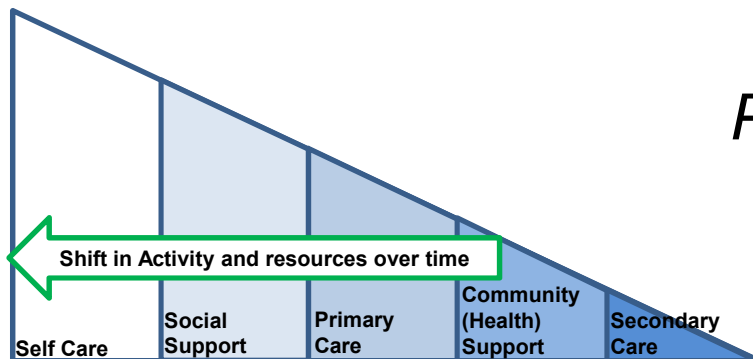 P
Shift in Activity and resources over time
Self Care
Social
Support
Primary
Care
Community
(Health)
Support
Secondary
Care